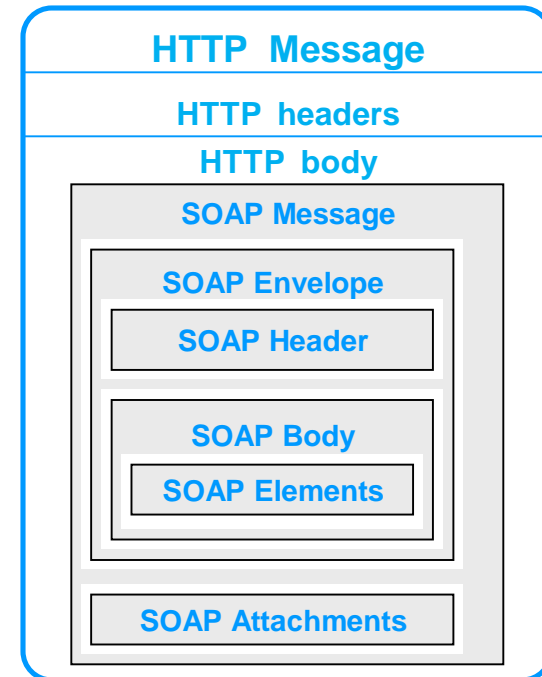 HTTP Message
HTTP headers
HTTP body
SOAP Message
SOAP Envelope
SOAP Header
SOAP Body
SOAP Elements
SOAP Attachments